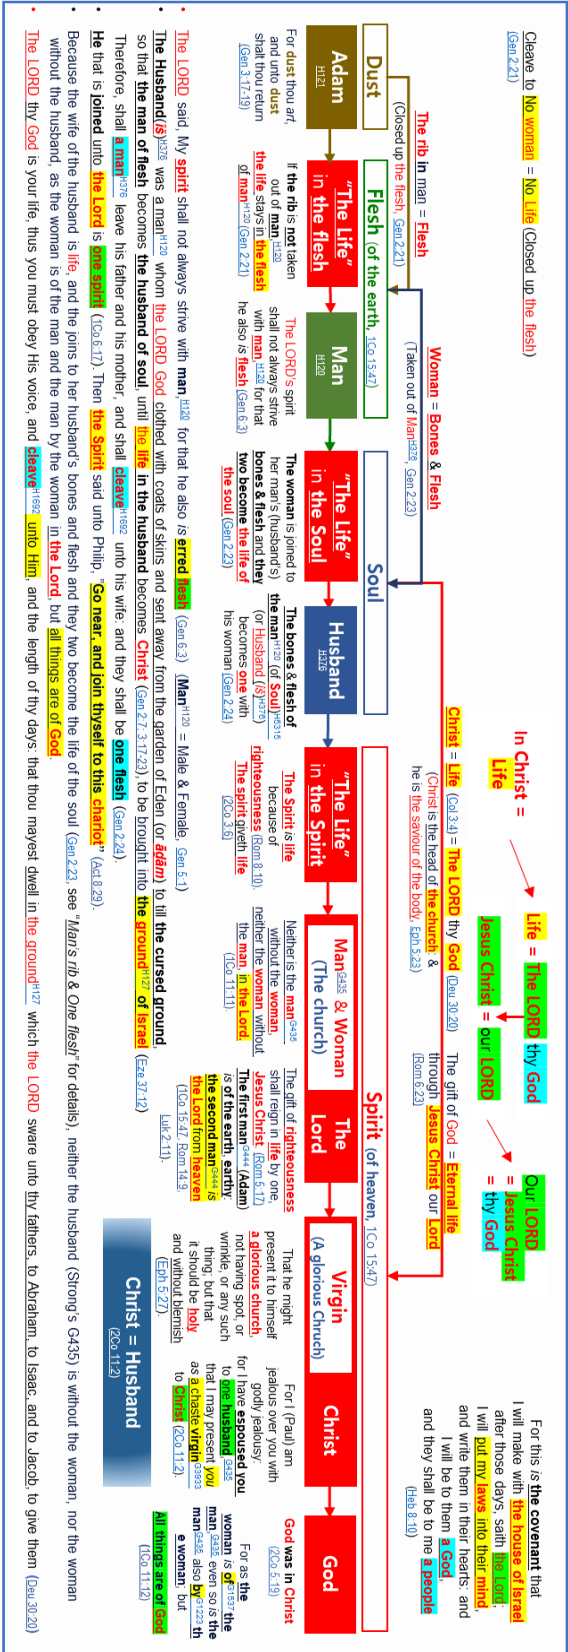 Cleave to No woman = No Life (Closed up the flesh)
(Gen 2:21)
The rib in man = Flesh
(Closed up the flesh, Gen 2:21)
Woman = Bones & Flesh
(Taken out of Man H376, Gen 2:23)
In Christ =
Life
Life = The LORD thy God
Jesus Christ = our LORD
Our LORD
= Jesus Christ
= thy God
Christ = Life (Col 3:4) = The LORD thy God (Deu 30:20)
(Christ is the head of the church &
he is the saviour of the body, Eph 5:23)
The gift of God = Eternal life
through Jesus Christ our Lord
(Rom 6:23)
For this is the covenant that
I will make with the house of Israel
after those days, saith the Lord;
I will put my laws into their mind,
and write them in their hearts: and
I will be to them a God,
and they shall be to me a people
(Heb 8:10)
Dust
Flesh (of the earth, 1Co 15:47)
Soul
Spirit (of heaven, 1Co 15:47)
Adam
H121
"The Life"
in the flesh
Man
H120
"The Life"
in the Soul
Husband
H376
"The Life"
in the Spirit
Man G435 & Woman
(The church)
The
Lord
Virgin
(A glorious Chruch)
Christ
God
For dust thou art,
and unto dust
shalt thou return
(Gen 3:17-19)
If the rib is not taken
out of man H120
the life stays in the flesh
of man H120 (Gen 2:21)
The LORD's spirit
shall not always strive
with man, H120 for that
he also is flesh (Gen 6:3)
The woman is joined to
her man's (husband's)
bones & flesh and they
two become the life of
the soul (Gen 2:23)
The bones & flesh of
the man H120 (of Soul) H5315
(or Husband (iš) H376)
becomes one with
his woman (Gen 2:24)
The Spirit is life
because of
righteousness (Rom 8:10).
The spirit giveth life
(2Co 3:6)
Neither is the man G435
without the woman,
neither the woman without
the man, in the Lord.
(1Co 11:11).
The gift of righteousness
shall reign in life by one,
Jesus Christ (Rom 5:17)
The first man G444 (Adam)
is of the earth, earthy:
the second man G444 is
the Lord from heaven
(1Co 15:47, Rom 14:9,
Luk 2:11).
That he might
present it to himself
a glorious church,
not having spot, or
wrinkle, or any such
thing; but that
it should be holy
and without blemish
(Eph 5:27).
For I (Paul) am
jealous over you with
godly jealousy:
for I have espoused you
to one husband G435
that I may present you
as a chaste virgin G3933
to Christ (2Co 11:2).
God was in Christ
(2Co 5:19)
For as the
woman is of G1537 the
man G435 even so is the
man G435 also by G1223 th
e woman; but
All things are of God
(1Co 11:12)
Christ = Husband
(2Co 11:2)
• The LORD said, My spirit shall not always strive with man, H120 for that he also is erred flesh (Gen 6:3) (Man H120 = Male & Female, Gen 5:1)
The Husband(iš) H376 was a man H120 whom the LORD God clothed with coats of skins and sent away from the garden of Eden (or ādām) to till the cursed ground,
so that the man of flesh becomes the husband of soul, until the life in the husband becomes Christ (Gen 2:7, 3:17-23), to be brought into the ground H127 of Israel (Eze 37:12)
Therefore, shall a man H376 leave his father and his mother, and shall cleave H1692 unto his wife: and they shall be one flesh (Gen 2:24).
• He that is joined unto the Lord is one spirit (1Co 6:17). Then the Spirit said unto Philip, "Go near, and join thyself to this chariot" (Act 8:29).
Because the wife of the husband is life, and the joins to her husband's bones and flesh and they two become the life of the soul (Gen 2:23, see "Man's rib & One flesh" for details), neither the husband (Strong's G435) is without the woman, nor the woman
without the husband, as the woman is of the man and the man by the woman in the Lord, but all things are of God.
• The LORD thy God is your life, thus you must obey His voice, and cleave H1692 unto Him, and the length of thy days: that thou mayest dwell in the ground H127 which the LORD sware unto thy fathers, to Abraham, to Isaac, and to Jacob, to give them (Deu 30:20)